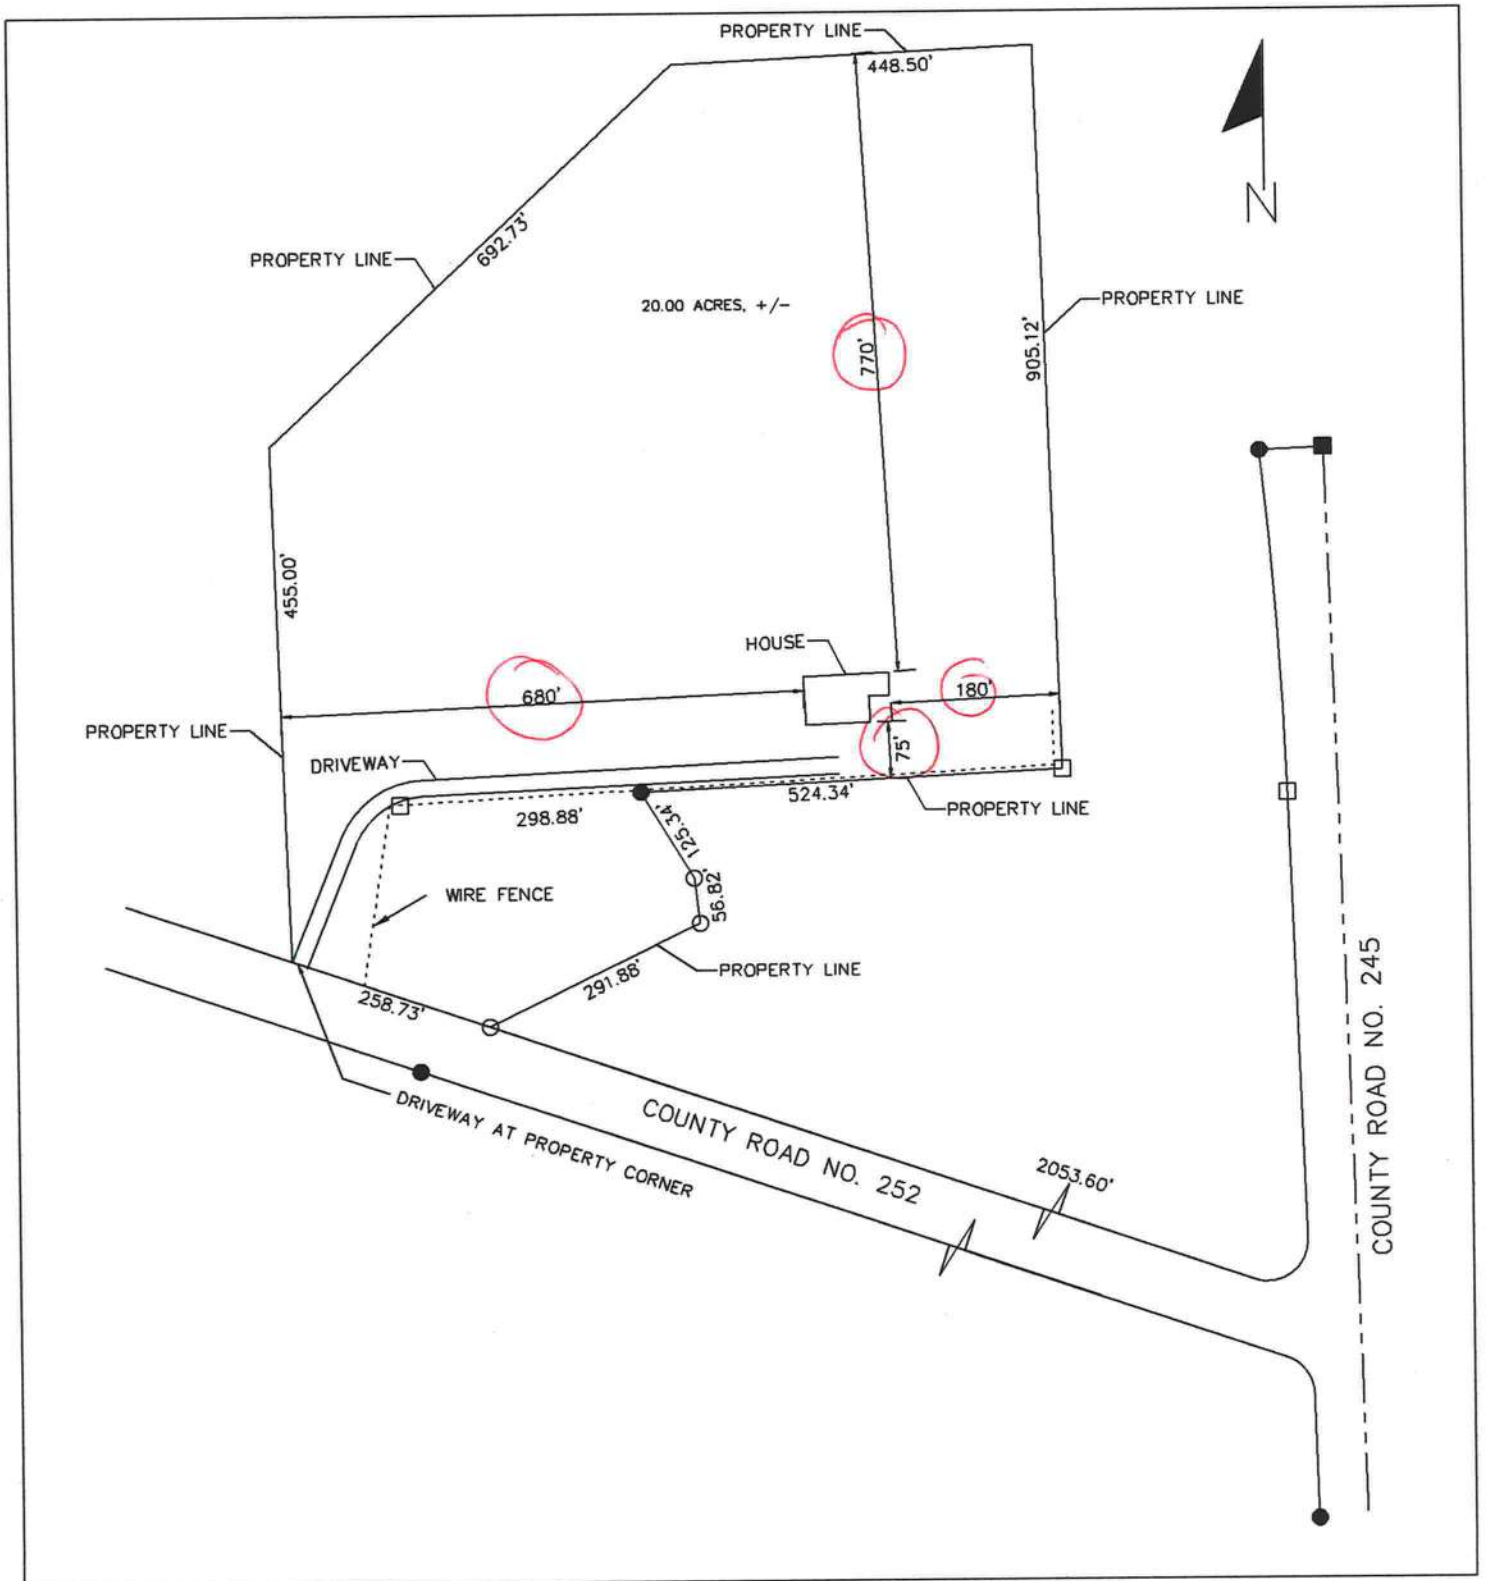 PROPERTY LINE
448.50'
N
692.73'
PROPERTY LINE
20.00 ACRES, +/-
PROPERTY LINE
770'
905.12'
455.00'
HOUSE
680'
180'
PROPERTY LINE
75'
DRIVEWAY
524.34'
PROPERTY LINE
298.88'
125.34'
WIRE FENCE
56.82'
PROPERTY LINE
291.88'
258.73'
DRIVEWAY AT PROPERTY CORNER
COUNTY ROAD NO. 252
2053.60'
COUNTY ROAD NO. 245